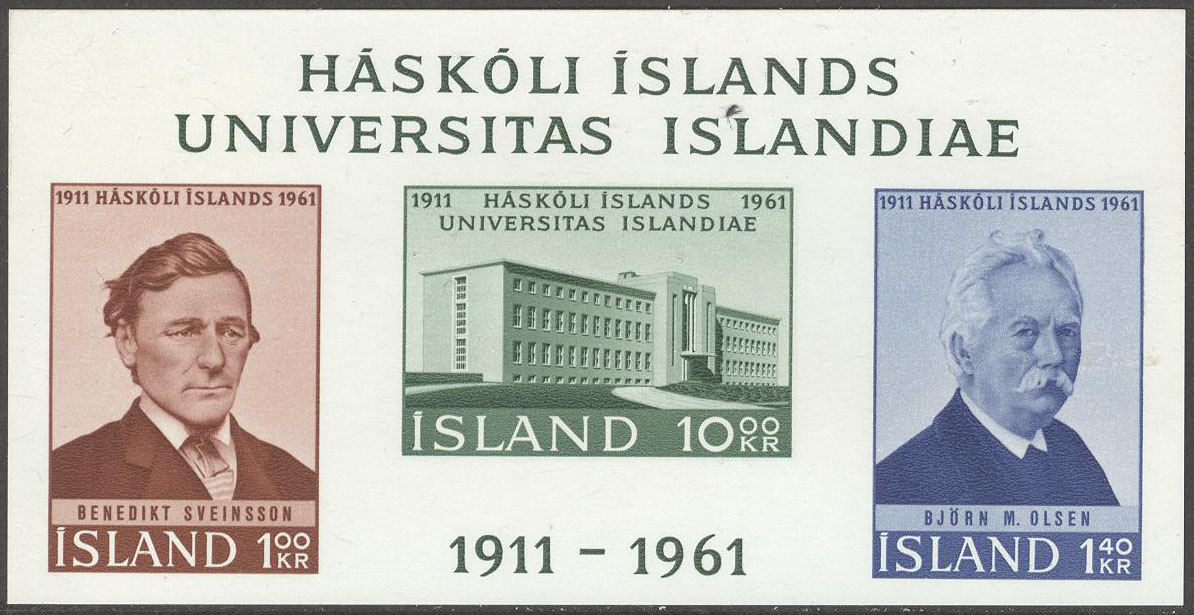 HÁSKÓLI ÍSLANDS
UNIVERSITAS ISLANDIAE
1911 HÁSKÓLI ÍSLANDS 1961
BENEDIKT SVEINSSON
ÍSLAND 1 00 KR
1911 HÁSKÓLI ÍSLANDS 1961
UNIVERSITAS ISLANDIAE
ÍSLAND 10 00 KR
1911 HÁSKÓLI ÍSLANDS 1961
BJÖRN M. OLSEN
ÍSLAND 1 40 KR
1911 – 1961